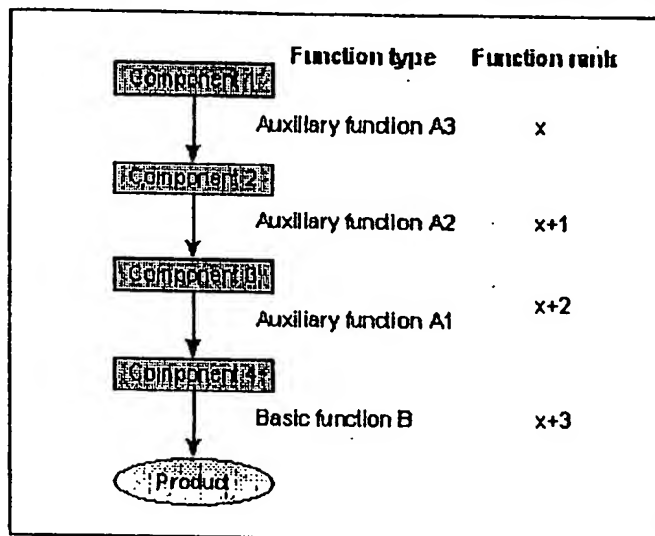 Function type Function rank
Component 1
Auxiliary function A3 x
Component 2
Auxiliary function A2 x+1
Component 3
Auxiliary function A1 x+2
Component 4
Basic function B x+3
Product